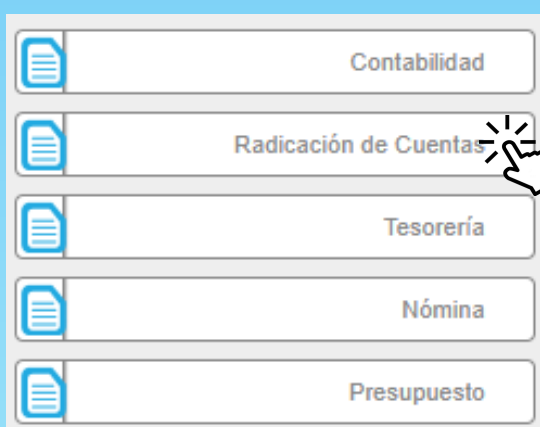 Contabilidad
Radicación de Cuentas
Tesorería
Nómina
Presupuesto